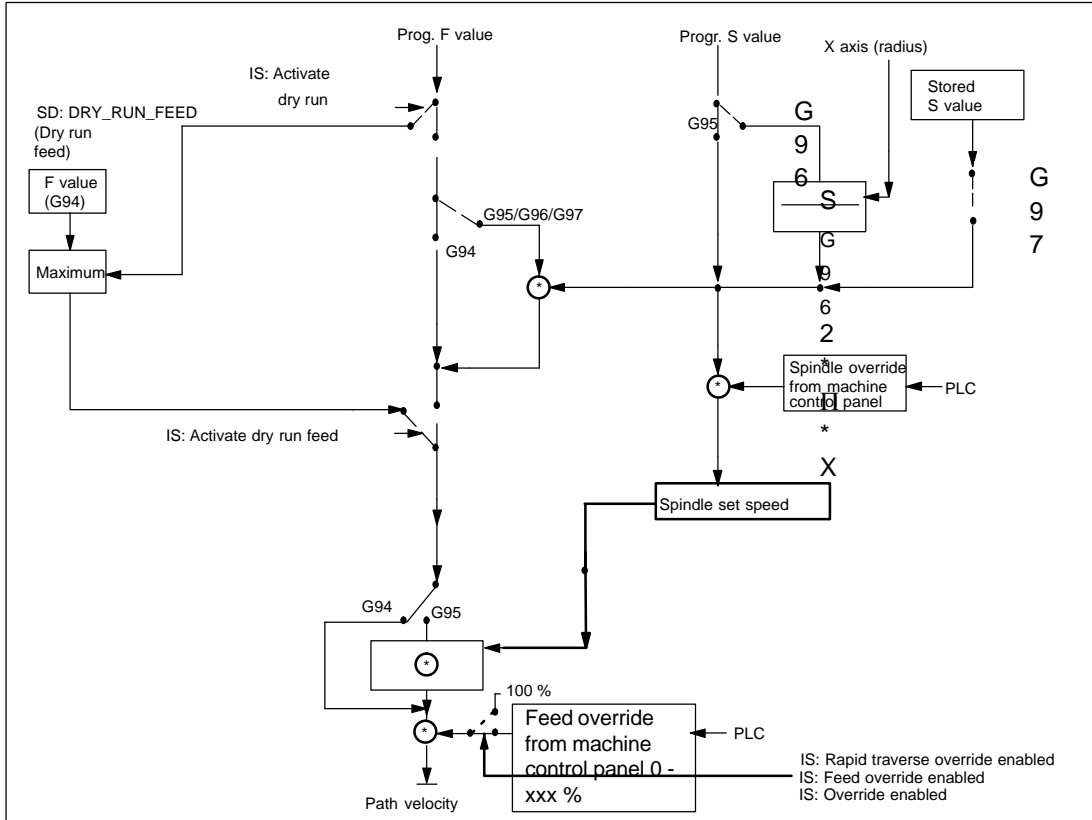 Prog. F value
Progr. S value
X axis (radius)
IS: Activate
dry run
SD: DRY_RUN_FEED
(Dry run
feed)
Stored
S value
G95
G
9
6
G
9
7
F value
(G94)
S
G95/G96/G97
G94
G
9
6
2
*
Π
*
X
Maximum
*
Spindle override
from machine
control panel
PLC
*
IS: Activate dry run feed
Spindle set speed
G94
G95
*
100 %
Feed override
from machine
control panel 0 -
xxx %
PLC
*
IS: Rapid traverse override enabled
IS: Feed override enabled
IS: Override enabled
Path velocity